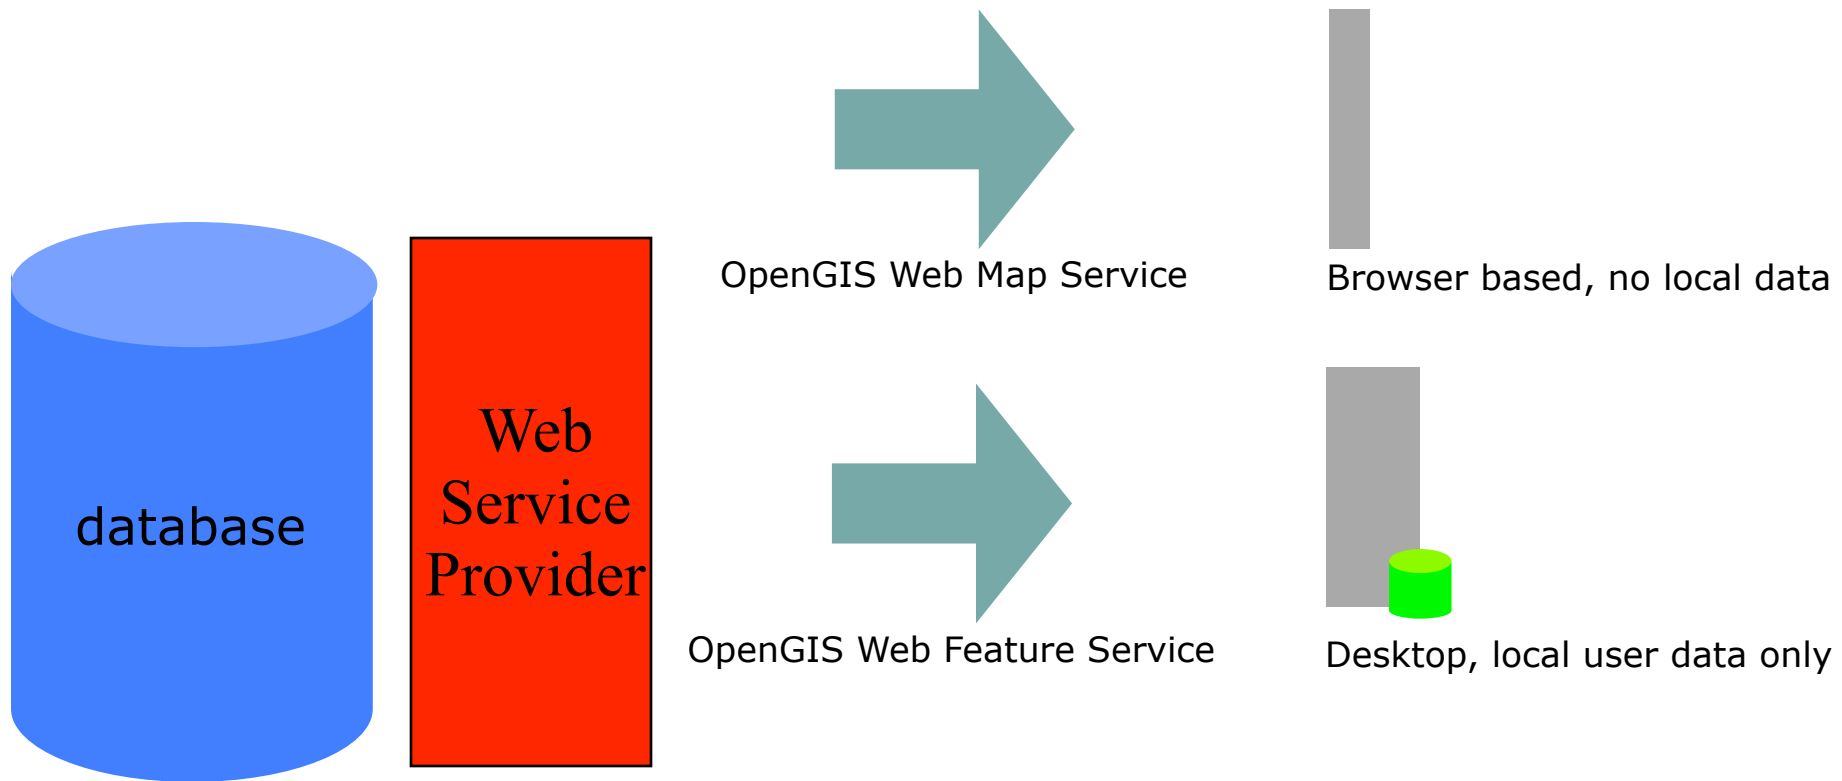 database
Web
Service
Provider
OpenGIS Web Map Service
Browser based, no local data
OpenGIS Web Feature Service
Desktop, local user data only